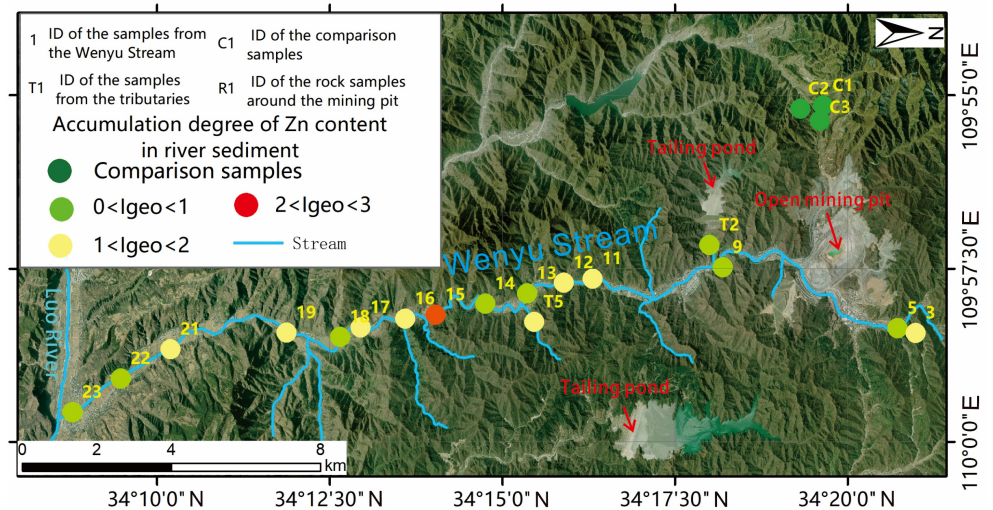 1 ID of the samples from the Wenyu Stream
C1 ID of the comparison samples
T1 ID of the samples from the tributaries
R1 ID of the rock samples around the mining pit
Accumulation degree of Zn content
in river sediment
Comparison samples
0<Igeo<1
2<Igeo<3
1<Igeo<2
Stream
N
C2
C1
C3
Tailing pond
Open mining pit
Wenyu Stream
T2
9
11
12
13
14
T5
15
16
17
18
19
5
3
21
22
23
Luo River
Tailing pond
0
4
8
km
109°55'0"E
109°57'30"E
110°0'0"E
34°10'0"N
34°12'30"N
34°15'0"N
34°17'30"N
34°20'0"N